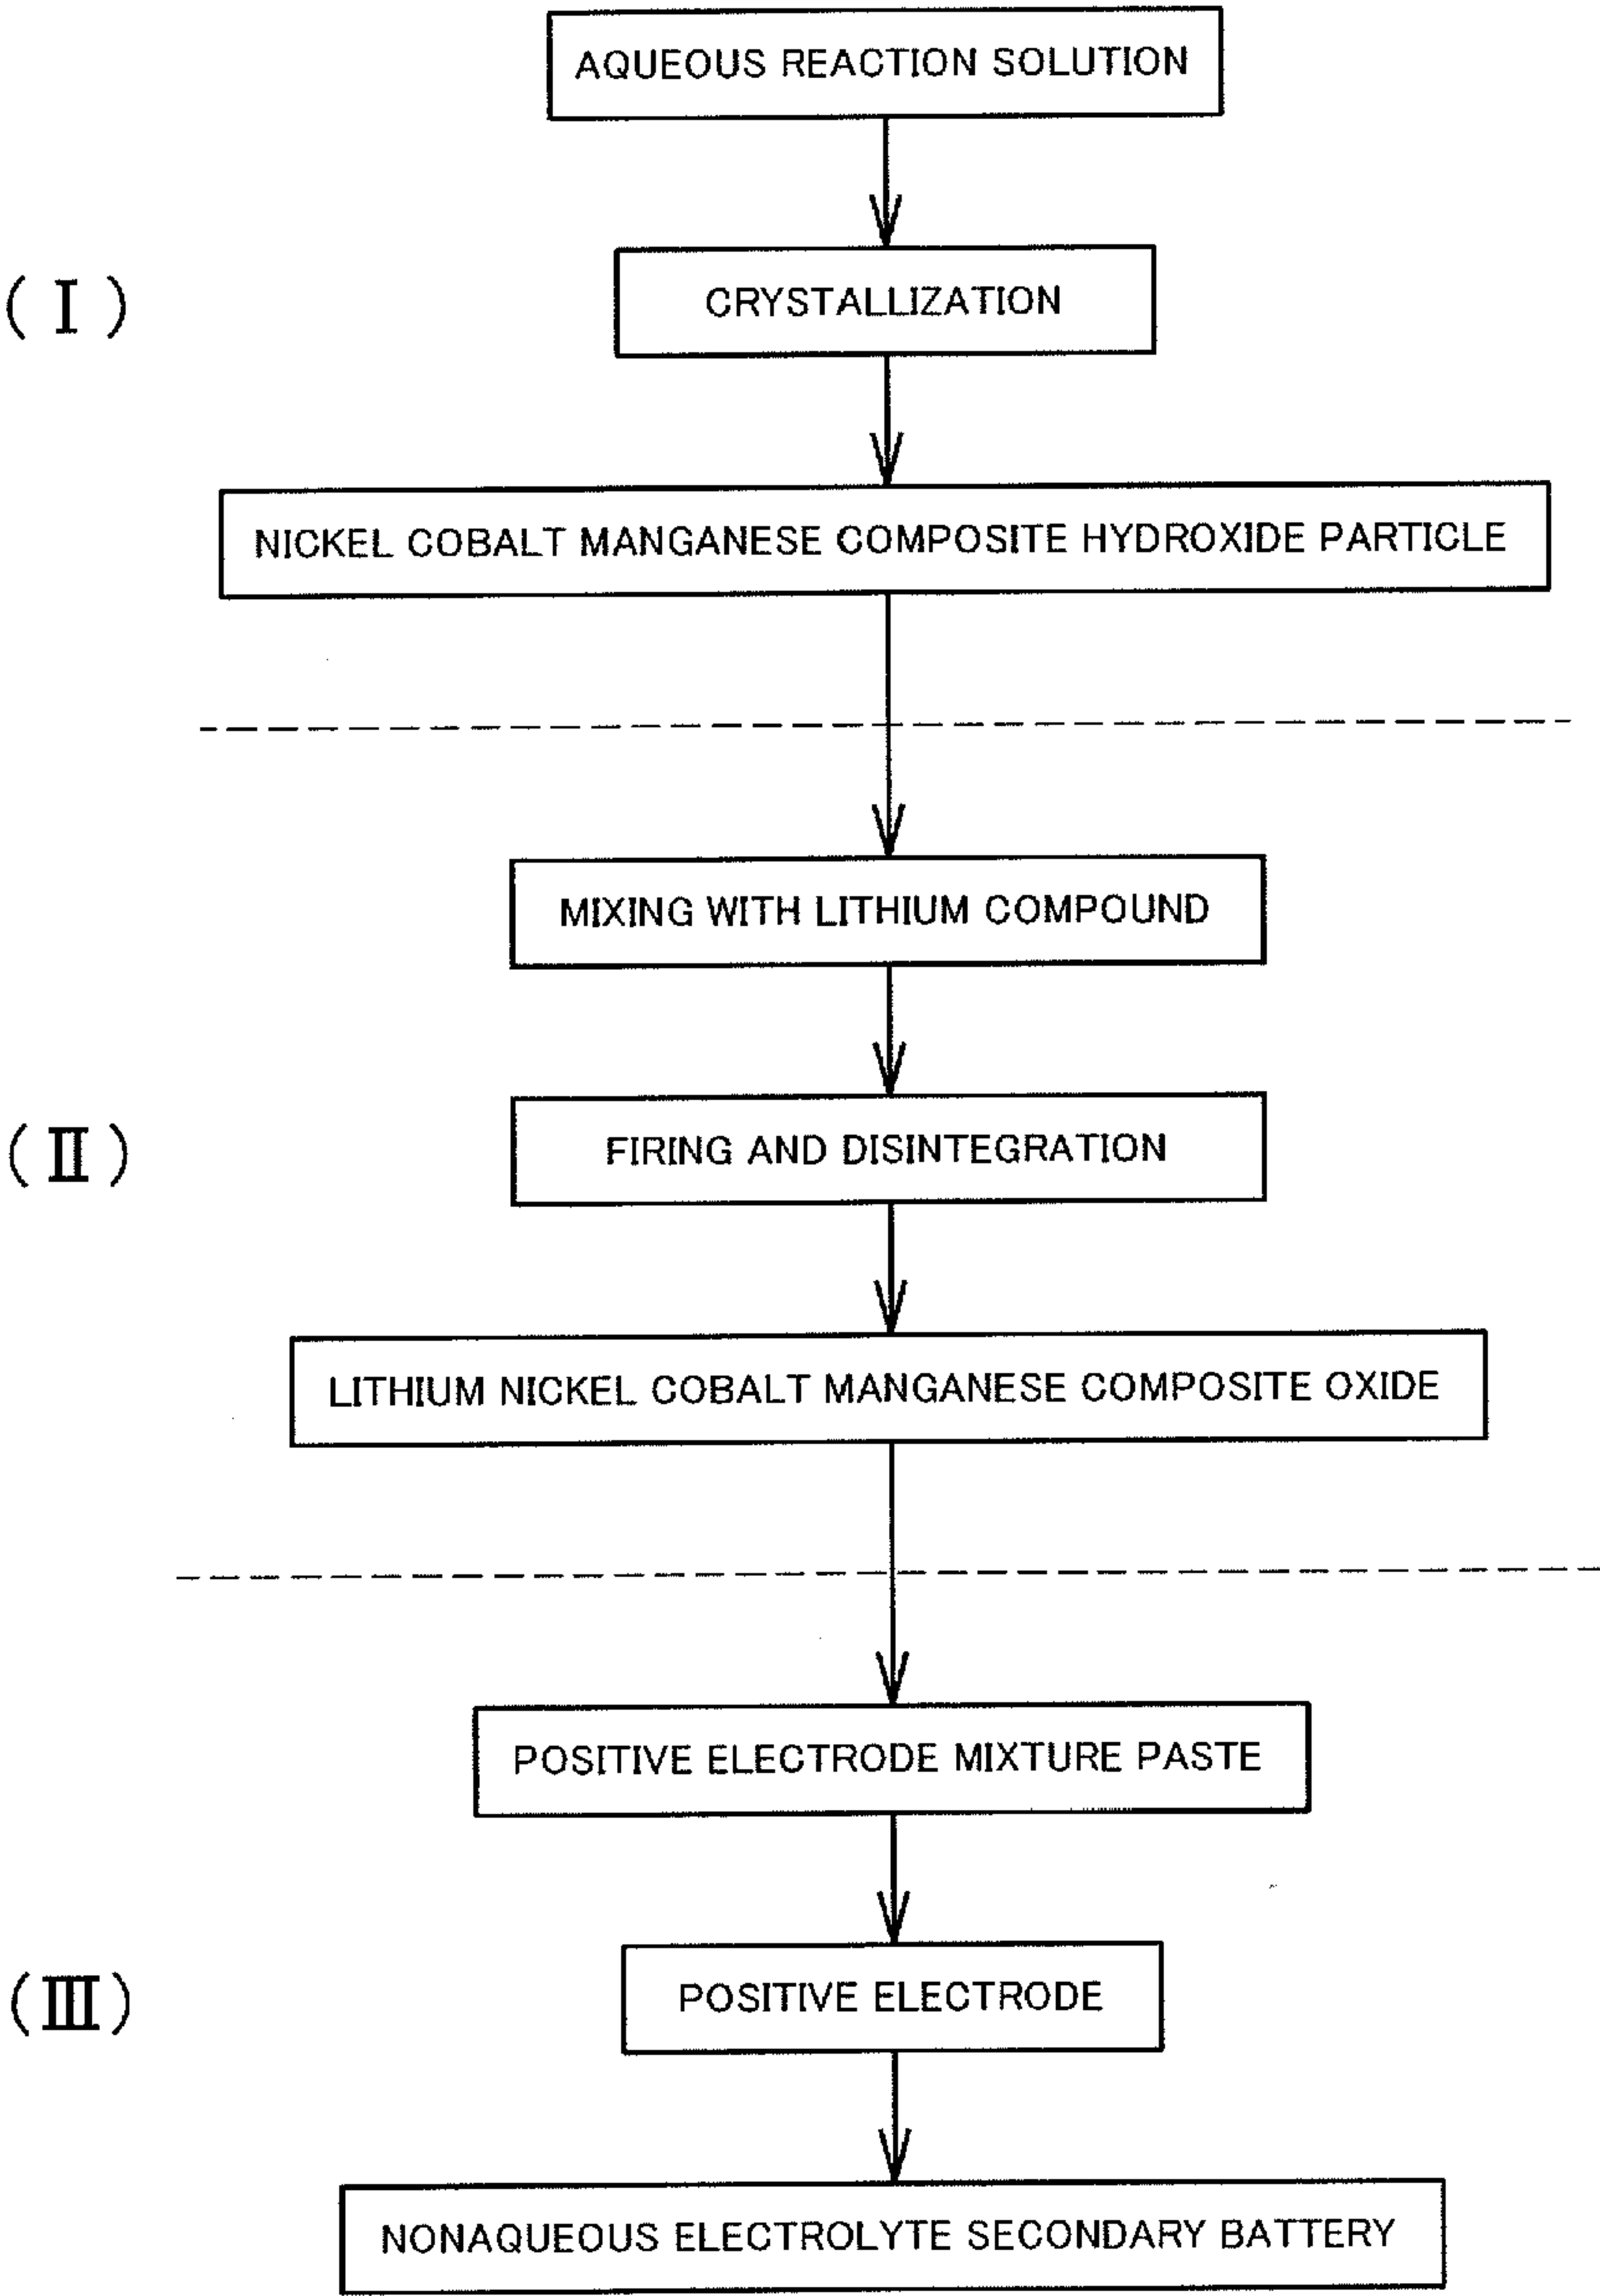 AQUEOUS REACTION SOLUTION
(Ⅰ)
CRYSTALLIZATION
NICKEL COBALT MANGANESE COMPOSITE HYDROXIDE PARTICLE
MIXING WITH LITHIUM COMPOUND
(Ⅱ)
FIRING AND DISINTEGRATION
LITHIUM NICKEL COBALT MANGANESE COMPOSITE OXIDE
POSITIVE ELECTRODE MIXTURE PASTE
(Ⅲ)
POSITIVE ELECTRODE
NONAQUEOUS ELECTROLYTE SECONDARY BATTERY